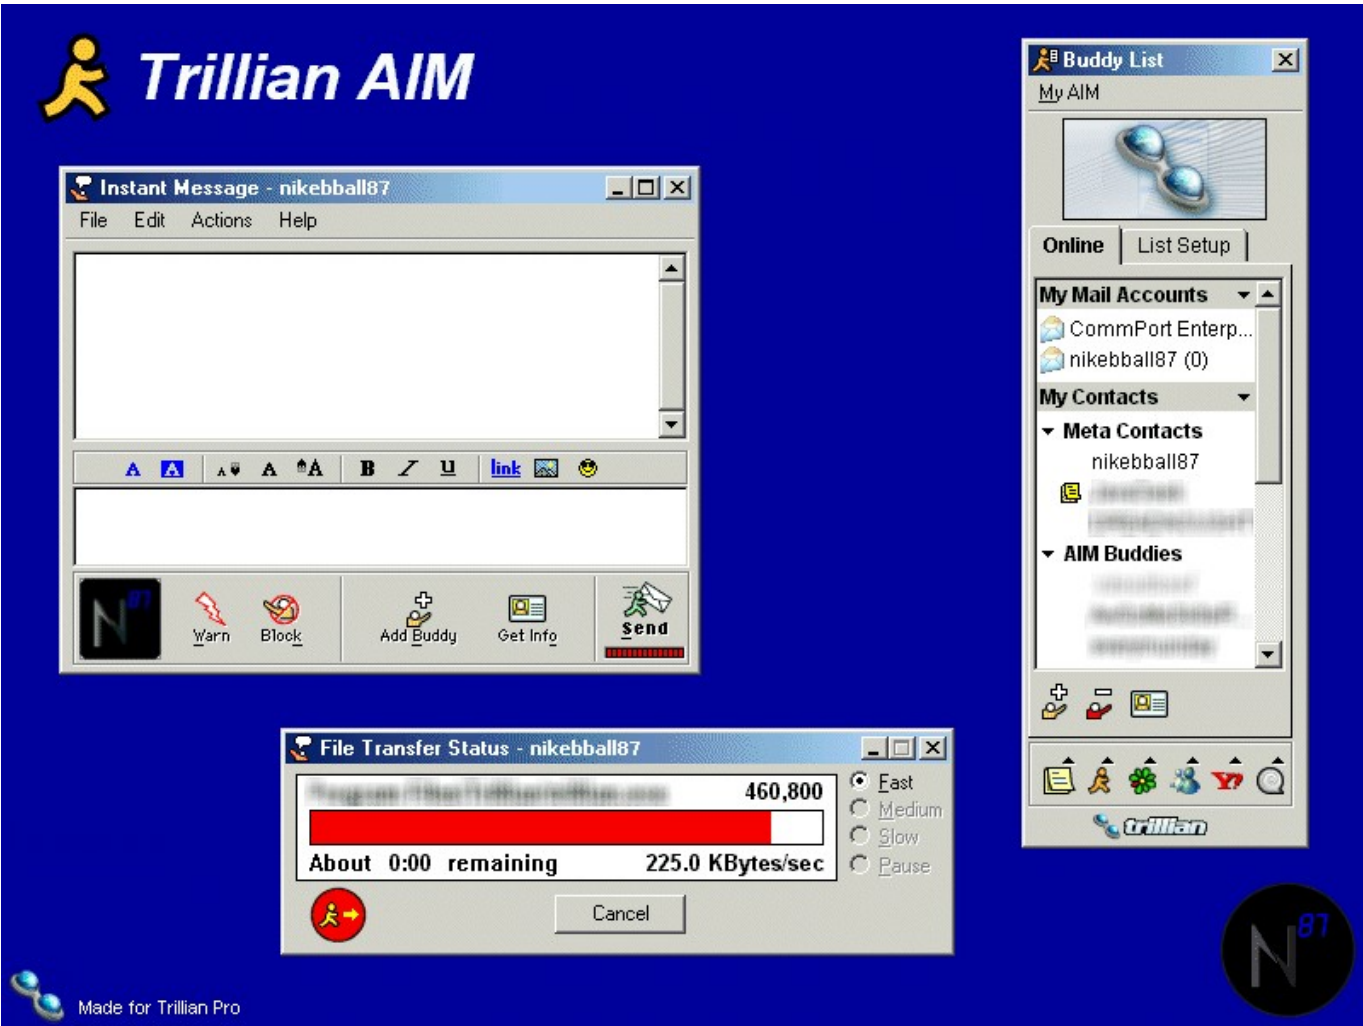 Trillian AIM
Instant Message - nikebball87
File Edit Actions Help
A A A A A B I U link
N 87
Warn Block Add Buddy Get Info Send
File Transfer Status - nikebball87
460,800
About 0:00 remaining 225.0 KBytes/sec
Fast
Medium
Slow
Pause
Cancel
Buddy List
My AIM
Online List Setup
My Mail Accounts
CommPort Enterp...
nikebball87 (0)
My Contacts
Meta Contacts
nikebball87
AIM Buddies
trillian
Made for Trillian Pro
N 87